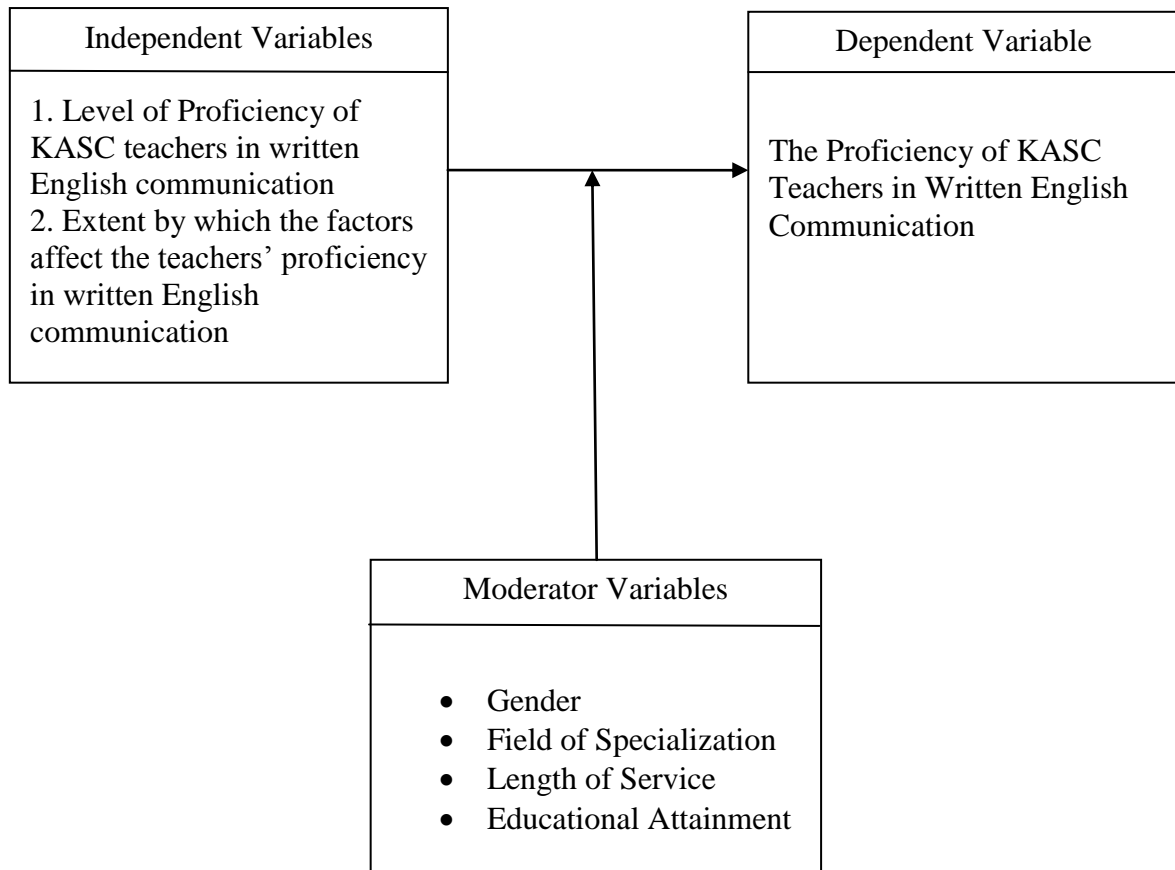 Independent Variables
1. Level of Proficiency of
KASC teachers in written
English communication
2. Extent by which the factors
affect the teachers’ proficiency
in written English
communication
Dependent Variable
The Proficiency of KASC
Teachers in Written English
Communication
Moderator Variables
• Gender
• Field of Specialization
• Length of Service
• Educational Attainment